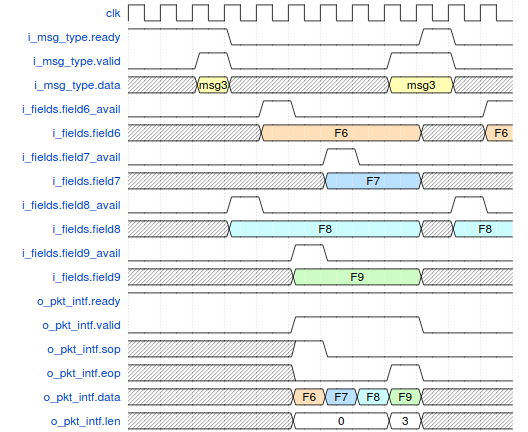 clk
i_msg_type.ready
i_msg_type.valid
i_msg_type.data msg3 msg3
i_fields.field6_avail
i_fields.field6 F6 F6
i_fields.field7_avail
i_fields.field7 F7
i_fields.field8_avail
i_fields.field8 F8 F8
i_fields.field9_avail
i_fields.field9 F9
o_pkt_intf.ready
o_pkt_intf.valid
o_pkt_intf.sop
o_pkt_intf.eop
o_pkt_intf.data F6 F7 F8 F9
o_pkt_intf.len 0 3